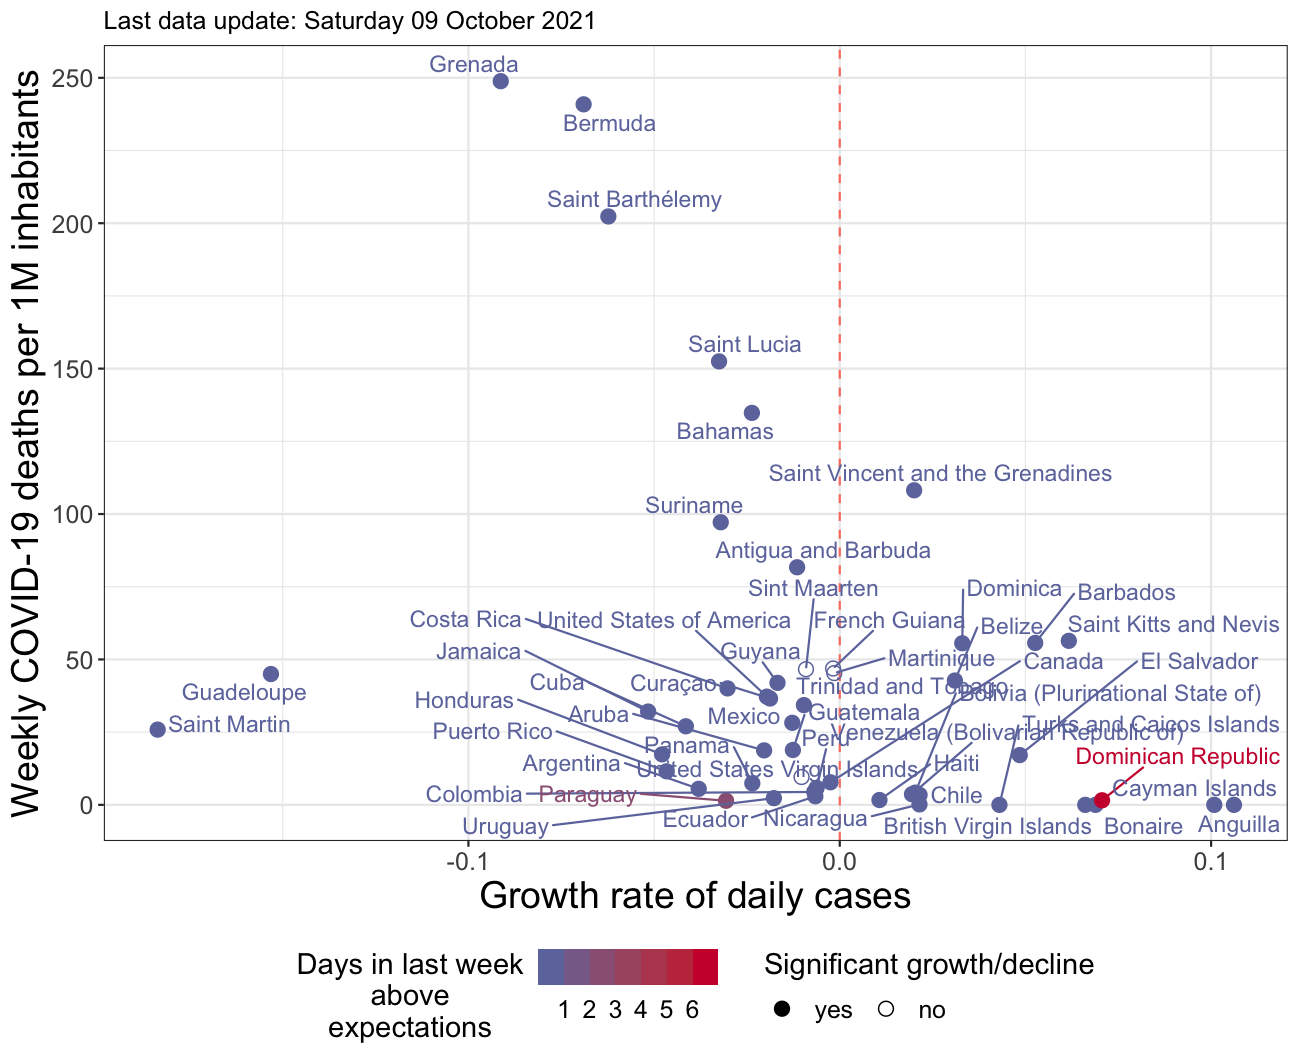 Last data update: Saturday 09 October 2021
Weekly COVID-19 deaths per 1M inhabitants
250
200
150
100
50
0
Grenada
Bermuda
Saint Barthélemy
Saint Lucia
Bahamas
Saint Vincent and the Grenadines
Suriname
Antigua and Barbuda
Sint Maarten
Dominica
Barbados
Costa Rica
United States of America
French Guiana
Belize
Saint Kitts and Nevis
Jamaica
Guyana
Martinique
Canada
El Salvador
Cuba
Curaçao
Trinidad and Tobago
Guadeloupe
Bolivia (Plurinational State of)
Honduras
Aruba
Mexico
Guatemala
Saint Martin
Turks and Caicos Islands
Puerto Rico
Panama
Peru
Venezuela (Bolivarian Republic of)
Dominican Republic
Argentina
United States Virgin Islands
Haiti
Colombia
Paraguay
Chile
Cayman Islands
Uruguay
Ecuador
Nicaragua
British Virgin Islands
Bonaire
Anguilla
-0.1
0.0
0.1
Growth rate of daily cases
Days in last week
above
expectations
1 2 3 4 5 6
Significant growth/decline
yes
no